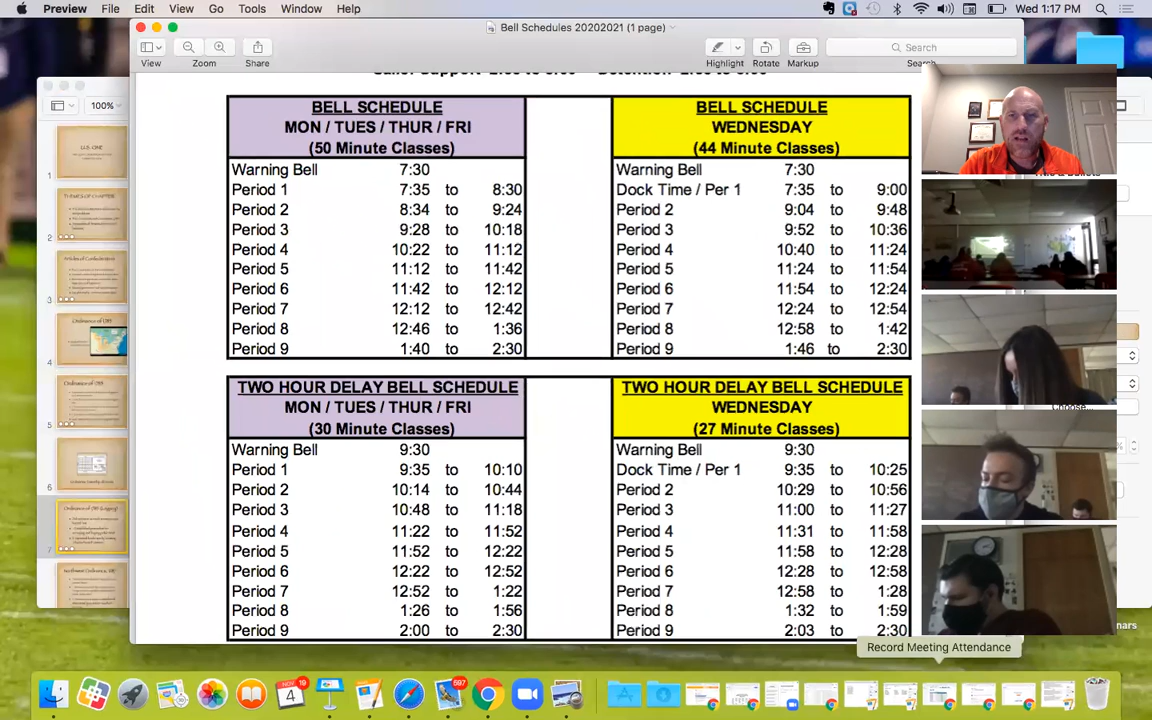 Preview File Edit View Go Tools Window Help Wed 1:17 PM
Bell Schedules 20202021 (1 page)
View Zoom Share Highlight Rotate Markup Search
Search
100%
BELL SCHEDULE
MON / TUES / THUR / FRI
(50 Minute Classes)
Warning Bell 7:30
Period 1 7:35 to 8:30
Period 2 8:34 to 9:24
Period 3 9:28 to 10:18
Period 4 10:22 to 11:12
Period 5 11:12 to 11:42
Period 6 11:42 to 12:12
Period 7 12:12 to 12:42
Period 8 12:46 to 1:36
Period 9 1:40 to 2:30
BELL SCHEDULE
WEDNESDAY
(44 Minute Classes)
Warning Bell 7:30
Dock Time / Per 1 7:35 to 9:00
Period 2 9:04 to 9:48
Period 3 9:52 to 10:36
Period 4 10:40 to 11:24
Period 5 11:24 to 11:54
Period 6 11:54 to 12:24
Period 7 12:24 to 12:54
Period 8 12:58 to 1:42
Period 9 1:46 to 2:30
TWO HOUR DELAY BELL SCHEDULE
MON / TUES / THUR / FRI
(30 Minute Classes)
Warning Bell 9:30
Period 1 9:35 to 10:10
Period 2 10:14 to 10:44
Period 3 10:48 to 11:18
Period 4 11:22 to 11:52
Period 5 11:52 to 12:22
Period 6 12:22 to 12:52
Period 7 12:52 to 1:22
Period 8 1:26 to 1:56
Period 9 2:00 to 2:30
TWO HOUR DELAY BELL SCHEDULE
WEDNESDAY
(27 Minute Classes)
Warning Bell 9:30
Dock Time / Per 1 9:35 to 10:25
Period 2 10:29 to 10:56
Period 3 11:00 to 11:27
Period 4 11:31 to 11:58
Period 5 11:58 to 12:28
Period 6 12:28 to 12:58
Period 7 12:58 to 1:28
Period 8 1:32 to 1:59
Period 9 2:03 to 2:30
U.S. ONE
1
2
Articles of Confederation
3
4
5
6
7
Choose...
Record Meeting Attendance
NOV 19
4
597